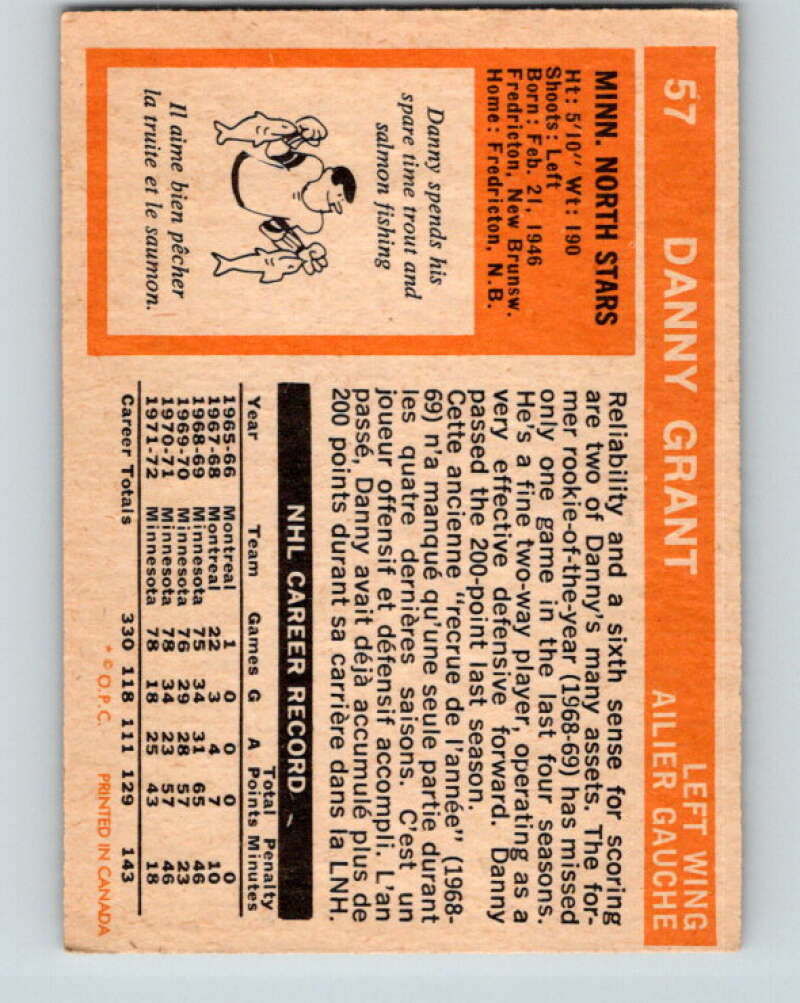 57 DANNY GRANT
LEFT WING
AILIER GAUCHE
MINN. NORTH STARS
Ht: 5'10" Wt: 190
Shoots: Left
Born: Feb. 21, 1946
Fredricton, New Brunsw.
Home: Fredricton, N.B.
Danny spends his
spare time trout and
salmon fishing
Il aime bien pêcher
la truite et le saumon.
Reliability and a sixth sense for scoring
are two of Danny's many assets. The for-
mer rookie-of-the-year (1968-69) has missed
only one game in the last four seasons.
He's a fine two-way player, operating as a
very effective defensive forward. Danny
passed the 200-point last season.
Cette ancienne "recrue de l'année" (1968-
69) n'a manqué qu'une seule partie durant
les quatre dernières saisons. C'est un
joueur offensif et défensif accompli. L'an
passé, Danny avait déjà accumulé plus de
200 points durant sa carrière dans la LNH.
NHL CAREER RECORD
Total Penalty
Year Team Games G A Points Minutes
1965-66 Montreal 1 0 0 0 0
1967-68 Montreal 22 3 4 7 10
1968-69 Minnesota 75 34 31 65 46
1969-70 Minnesota 76 29 28 57 23
1970-71 Minnesota 78 34 23 57 46
1971-72 Minnesota 78 18 25 43 18
Career Totals 330 118 111 129 143
* © O.P.C. PRINTED IN CANADA